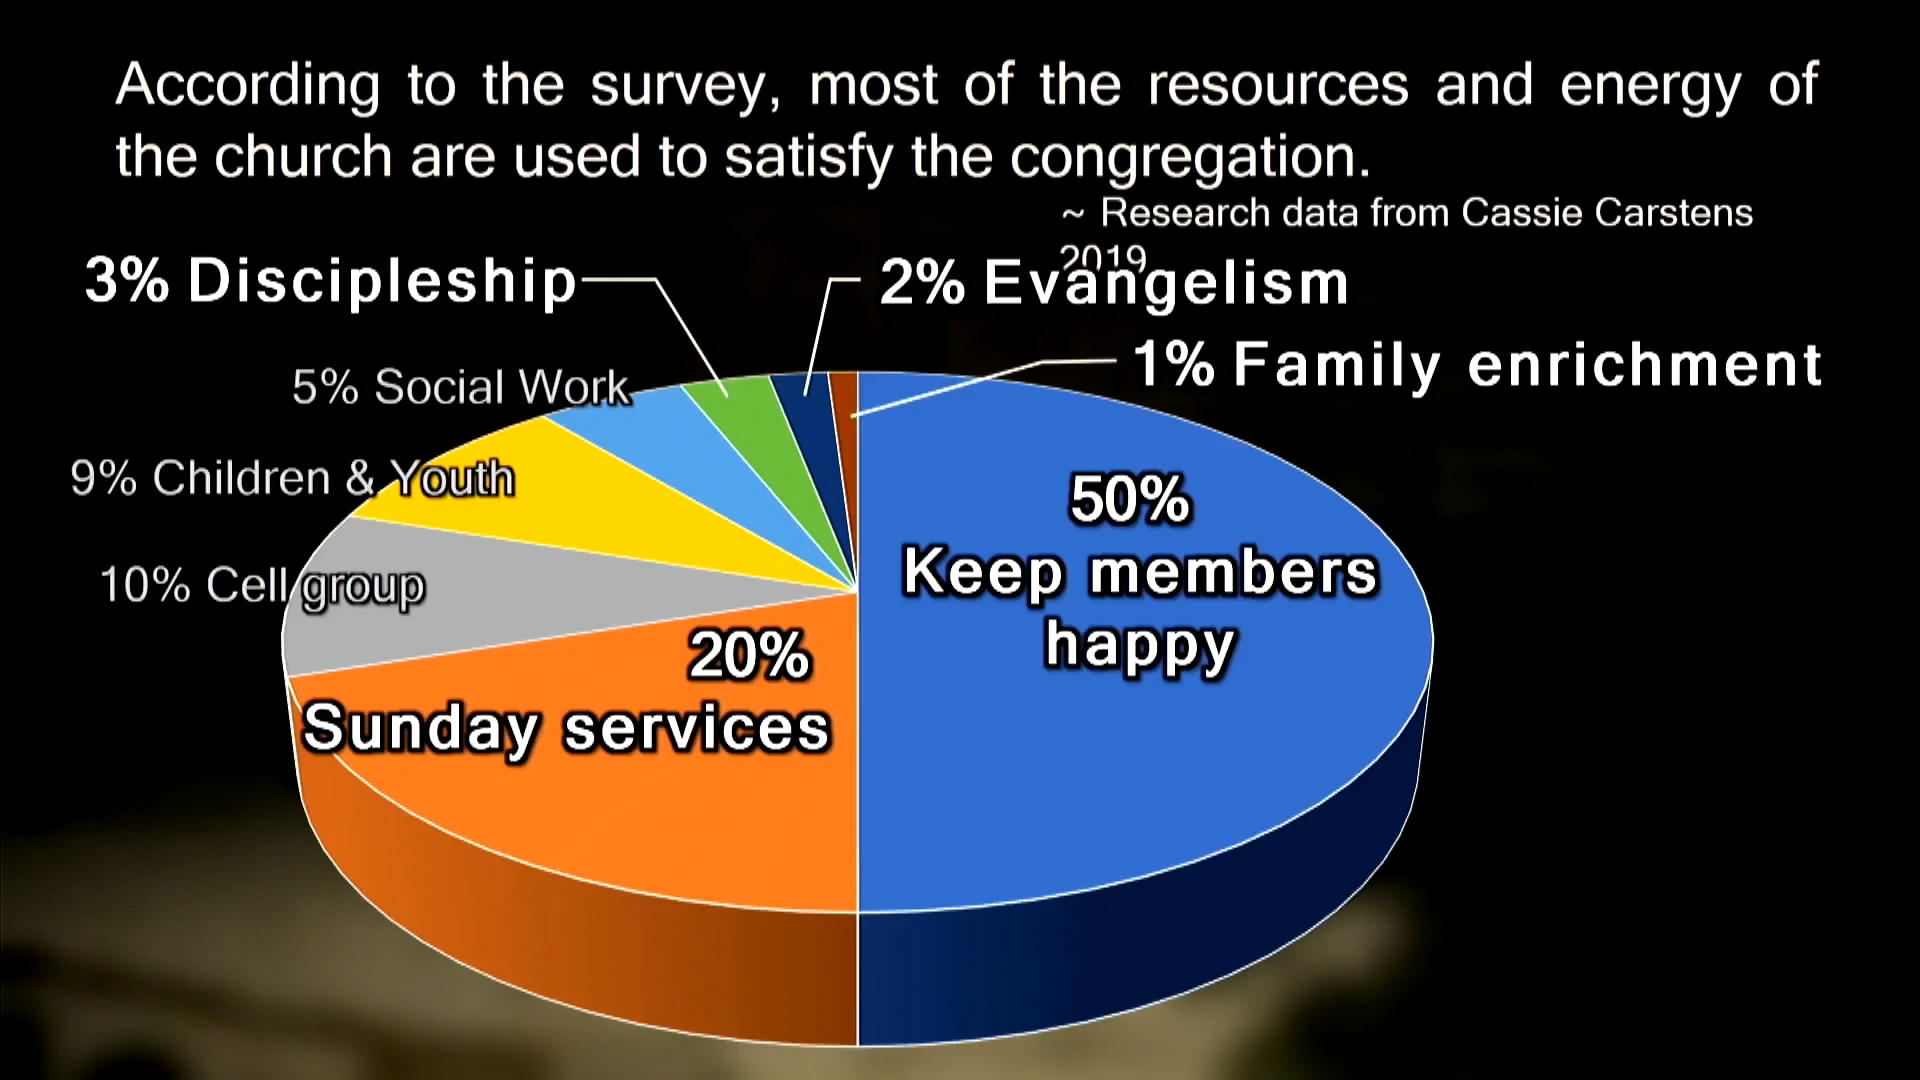 According to the survey, most of the resources and energy of
the church are used to satisfy the congregation.
~ Research data from Cassie Carstens
2019
3% Discipleship
2% Evangelism
1% Family enrichment
5% Social Work
9% Children & Youth
10% Cell group
50%
Keep members
happy
20%
Sunday services